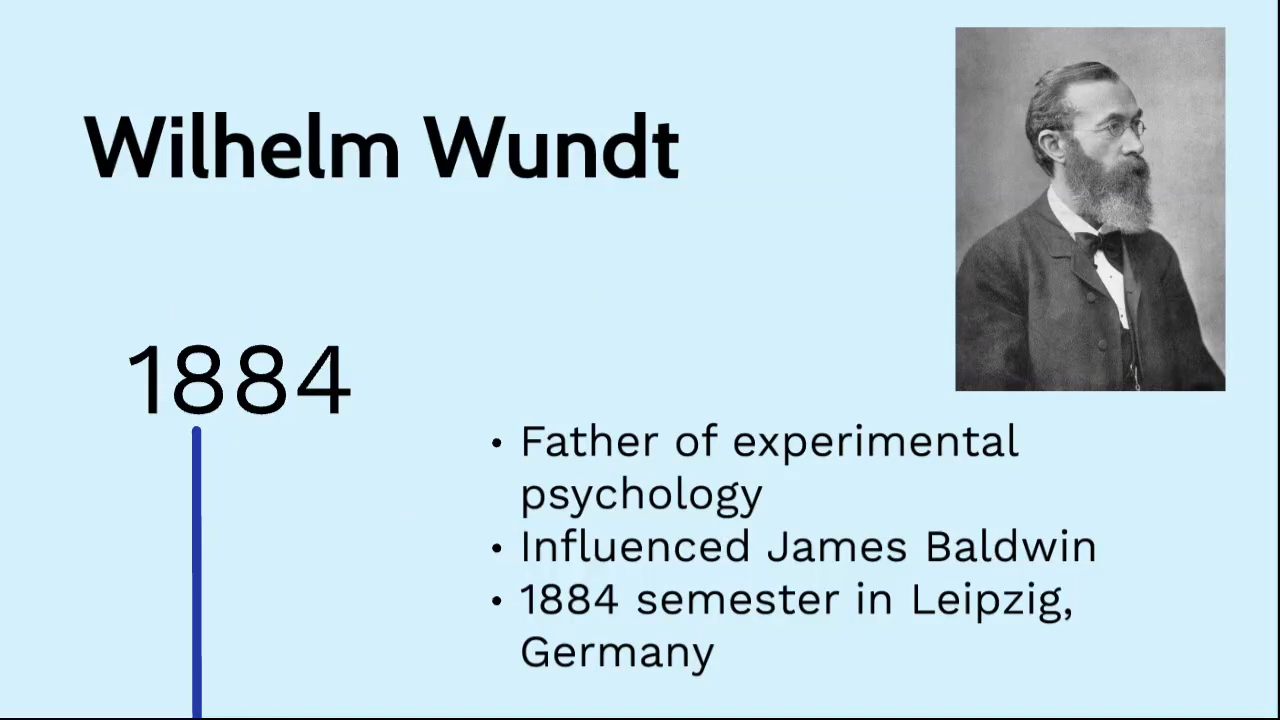 Wilhelm Wundt
1884
• Father of experimental
psychology
• Influenced James Baldwin
• 1884 semester in Leipzig,
Germany